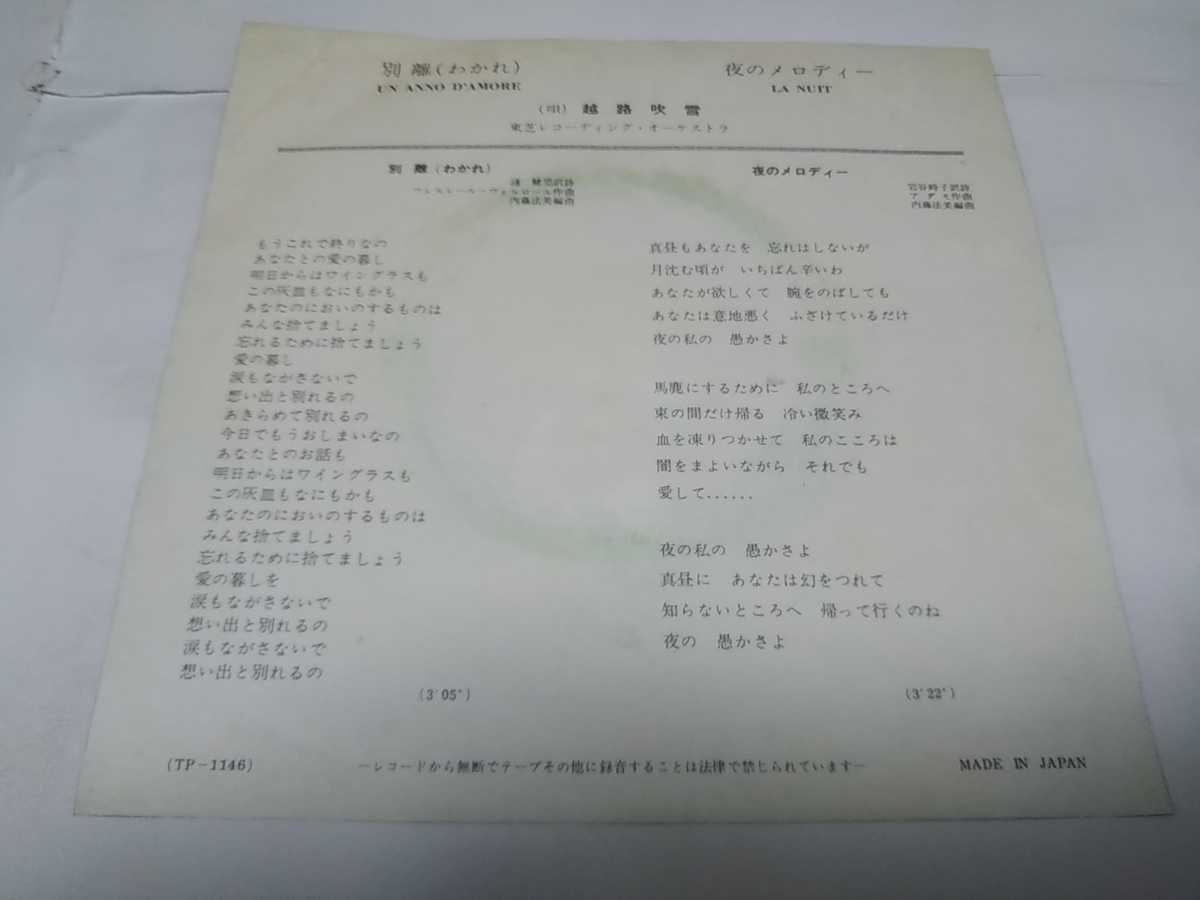 別離(わかれ)
UN ANNO D'AMORE
夜のメロディー
LA NUIT
(唄) 越路吹雪
東芝レコーディング・オーケストラ
別離(わかれ)
訳詩
作曲
内藤法美編曲
もうこれで終りなの
あなたとの愛の暮し
明日からはワイングラスも
この灰皿もなにもかも
あなたのにおいのするものは
みんな捨てましょう
忘れるために捨てましょう
愛の暮し
涙もながさないで
想い出と別れるの
あきらめて別れるの
今日でもうおしまいなの
あなたとのお話も
明日からはワイングラスも
この灰皿もなにもかも
あなたのにおいのするものは
みんな捨てましょう
忘れるために捨てましょう
愛の暮しを
涙もながさないで
想い出と別れるの
涙もながさないで
想い出と別れるの
(3′05″)
夜のメロディー
岩谷時子訳詩
アダモ作曲
内藤法美編曲
真昼もあなたを 忘れはしないが
月沈む頃が いちばん辛いわ
あなたが欲しくて 腕をのばしても
あなたは意地悪く ふざけているだけ
夜の私の 愚かさよ
馬鹿にするために 私のところへ
束の間だけ帰る 冷い微笑み
血を凍りつかせて 私のこころは
闇をまよいながら それでも
愛して......
夜の私の 愚かさよ
真昼に あなたは幻をつれて
知らないところへ 帰って行くのね
夜の 愚かさよ
(3′22″)
(TP-1146)
―レコードから無断でテープその他に録音することは法律で禁じられています―
MADE IN JAPAN